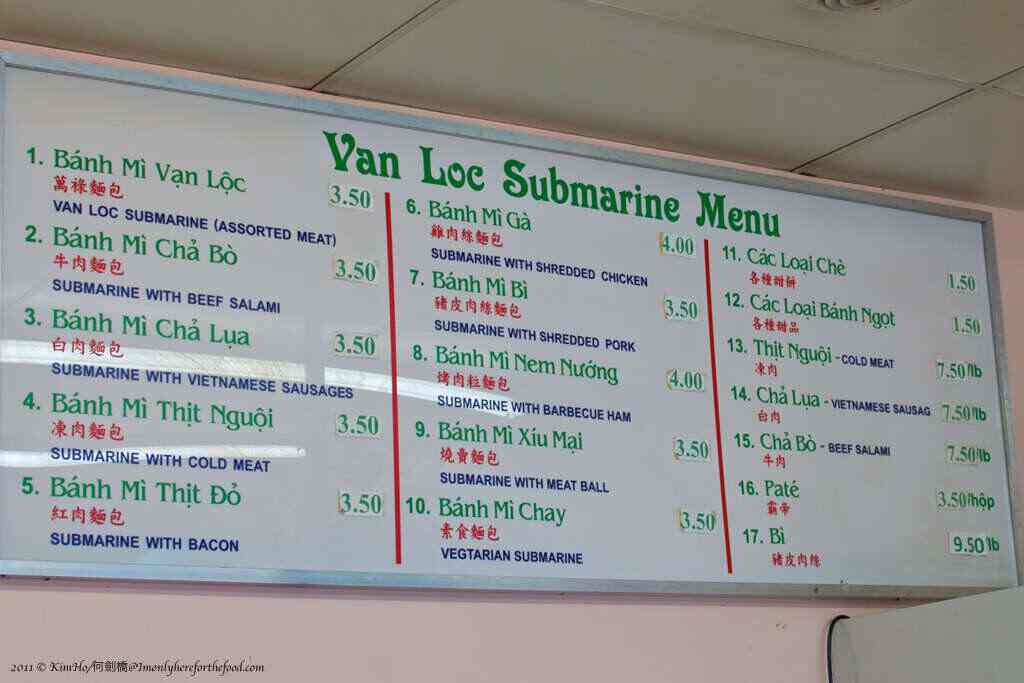 Van Loc Submarine Menu
1. Bánh Mì Vạn Lộc 3.50
萬祿麵包
VAN LOC SUBMARINE (ASSORTED MEAT)
2. Bánh Mì Chả Bò 3.50
牛肉麵包
SUBMARINE WITH BEEF SALAMI
3. Bánh Mì Chả Lụa 3.50
白肉麵包
SUBMARINE WITH VIETNAMESE SAUSAGES
4. Bánh Mì Thịt Nguội 3.50
凍肉麵包
SUBMARINE WITH COLD MEAT
5. Bánh Mì Thịt Đỏ 3.50
紅肉麵包
SUBMARINE WITH BACON
6. Bánh Mì Gà 4.00
雞肉絲麵包
SUBMARINE WITH SHREDDED CHICKEN
7. Bánh Mì Bì 3.50
豬皮肉絲麵包
SUBMARINE WITH SHREDDED PORK
8. Bánh Mì Nem Nướng 4.00
烤肉粒麵包
SUBMARINE WITH BARBECUE HAM
9. Bánh Mì Xíu Mại 3.50
燒賣麵包
SUBMARINE WITH MEAT BALL
10. Bánh Mì Chay 3.50
素食麵包
VEGTARIAN SUBMARINE
11. Các Loại Chè 1.50
各種甜餅
12. Các Loại Bánh Ngọt 1.50
各種甜品
13. Thịt Nguội - COLD MEAT 7.50/lb
凍肉
14. Chả Lụa - VIETNAMESE SAUSAG 7.50/lb
白肉
15. Chả Bò - BEEF SALAMI 7.50/lb
牛肉
16. Paté 3.50/hộp
霸帝
17. Bì 9.50/lb
豬皮肉絲
2011 © KimHo/何劍橋@Imonlyhereforthefood.com